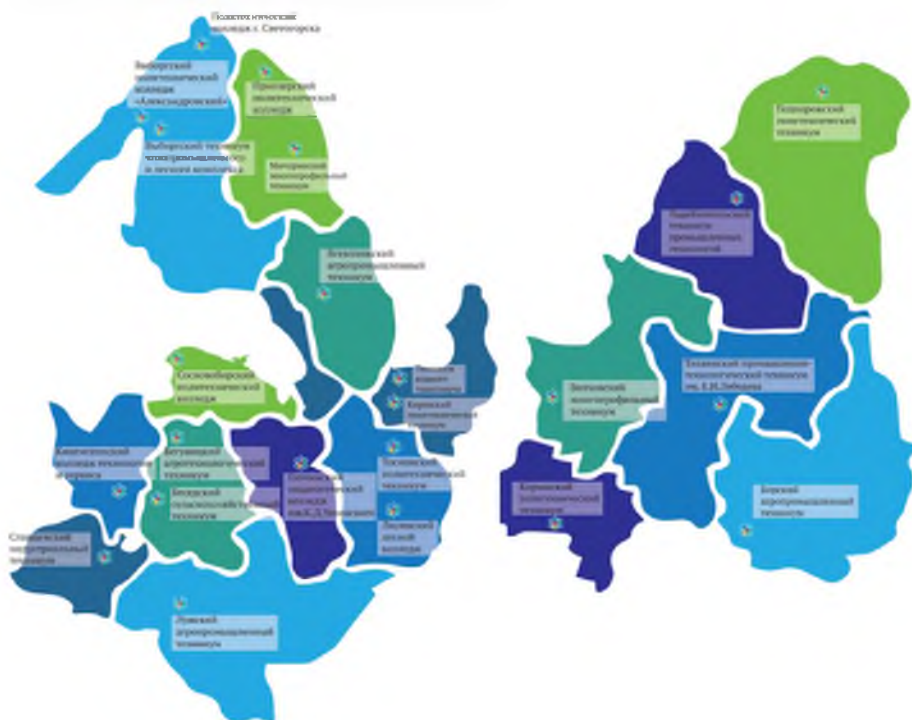 Политехнический
колледж г. Светогорска
Выборгский
политехнический
колледж
«Александровский»
Приозерский
политехнический
колледж
Выборгский техникум
и лесного комплекса
Мичуринский
многопрофильный
техникум
Всеволожский
агропромышленный
техникум
Сосновоборский
политехнический
колледж
Кировский
политехнический
техникум
Кингисеппский
колледж технологии
и сервиса
Бегуницкий
агротехнологический
техникум
Беседский
сельскохозяйственный
техникум
Гатчинский
педагогический
колледж
им.К.Д.Ушинского
Тосненский
политехнический
техникум
Лисинский
лесной
колледж
Сланцевский
индустриальный
техникум
Лужский
агропромышленный
техникум
Подпорожский
политехнический
техникум
Лодейнопольский
техникум
промышленных
технологий
Волховский
многопрофильный
техникум
Тихвинский промышленно-
технологический техникум
им. Е.И.Лебедева
Киришский
политехнический
техникум
Борский
агропромышленный
техникум